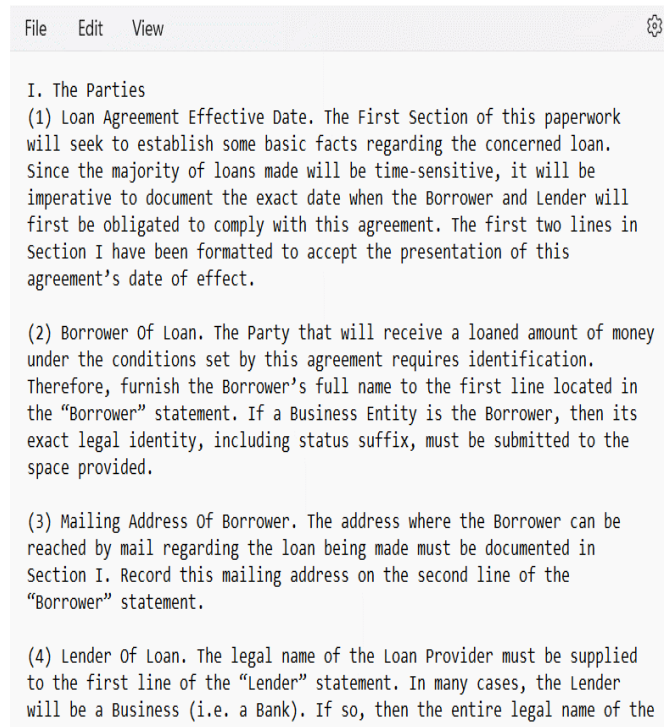 File Edit View
I. The Parties
(1) Loan Agreement Effective Date. The First Section of this paperwork
will seek to establish some basic facts regarding the concerned loan.
Since the majority of loans made will be time-sensitive, it will be
imperative to document the exact date when the Borrower and Lender will
first be obligated to comply with this agreement. The first two lines in
Section I have been formatted to accept the presentation of this
agreement’s date of effect.
(2) Borrower Of Loan. The Party that will receive a loaned amount of money
under the conditions set by this agreement requires identification.
Therefore, furnish the Borrower’s full name to the first line located in
the “Borrower” statement. If a Business Entity is the Borrower, then its
exact legal identity, including status suffix, must be submitted to the
space provided.
(3) Mailing Address Of Borrower. The address where the Borrower can be
reached by mail regarding the loan being made must be documented in
Section I. Record this mailing address on the second line of the
“Borrower” statement.
(4) Lender Of Loan. The legal name of the Loan Provider must be supplied
to the first line of the “Lender” statement. In many cases, the Lender
will be a Business (i.e. a Bank). If so, then the entire legal name of the